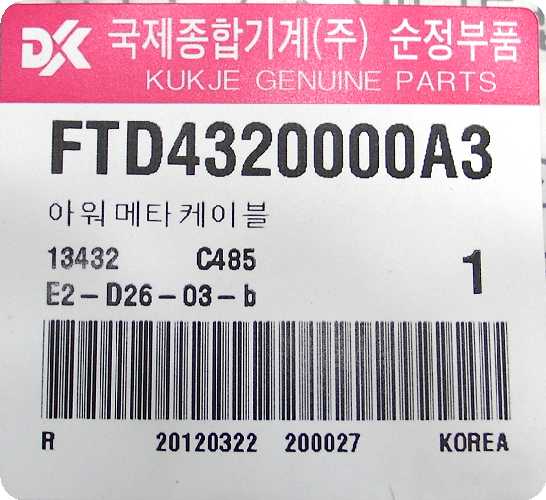 DK 국제종합기계(주) 순정부품
KUKJE GENUINE PARTS
FTD4320000A3
아워메타케이블
13432 C485 1
E2-D26-03-b
R 20120322 200027 KOREA